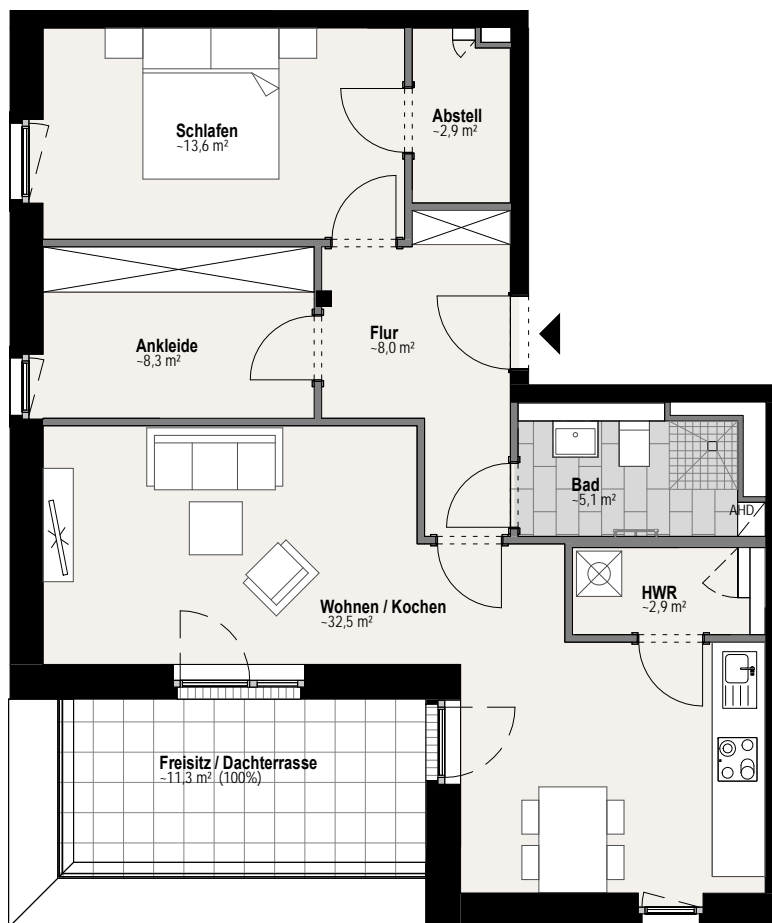 Schlafen
~13,6 m²
Abstell
~2,9 m²
Ankleide
~8,3 m²
Flur
~8,0 m²
Bad
~5,1 m²
AHD
HWR
~2,9 m²
Wohnen / Kochen
~32,5 m²
Freisitz / Dachterrasse
~11,3 m² (100%)